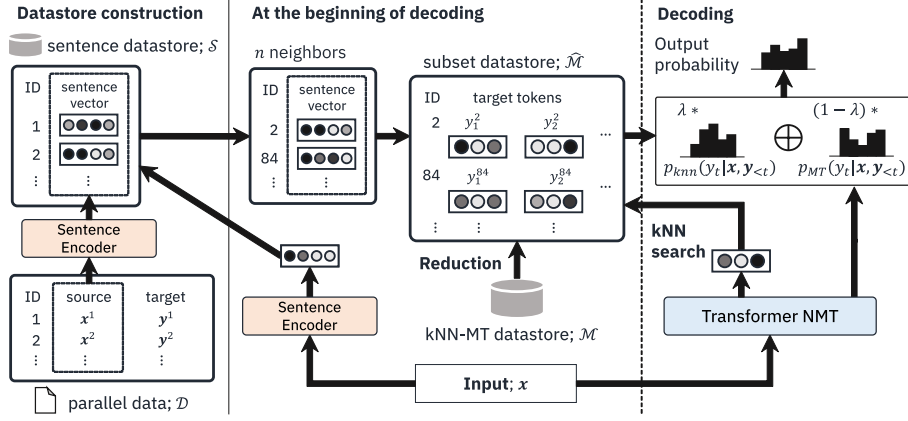 Datastore construction
sentence datastore; 𝒮
ID
sentence
vector
1
2
⋮ ⋮
Sentence
Encoder
ID source target
1 𝒙¹ 𝒚¹
2 𝒙² 𝒚²
⋮ ⋮ ⋮
parallel data; 𝒟
At the beginning of decoding
n neighbors
ID
sentence
vector
2
84
⋮ ⋮
subset datastore; ℳ̂
ID target tokens
2 y₁² y₂² ...
84 y₁⁸⁴ y₂⁸⁴ ...
⋮ ⋮ ⋮
Reduction
kNN-MT datastore; ℳ
Sentence
Encoder
Input; 𝒙
Decoding
Output
probability
λ * (1 − λ) *
⊕
p_knn(y_t|𝒙, 𝒚_<t) p_MT(y_t|𝒙, 𝒚_<t)
kNN
search
Transformer NMT